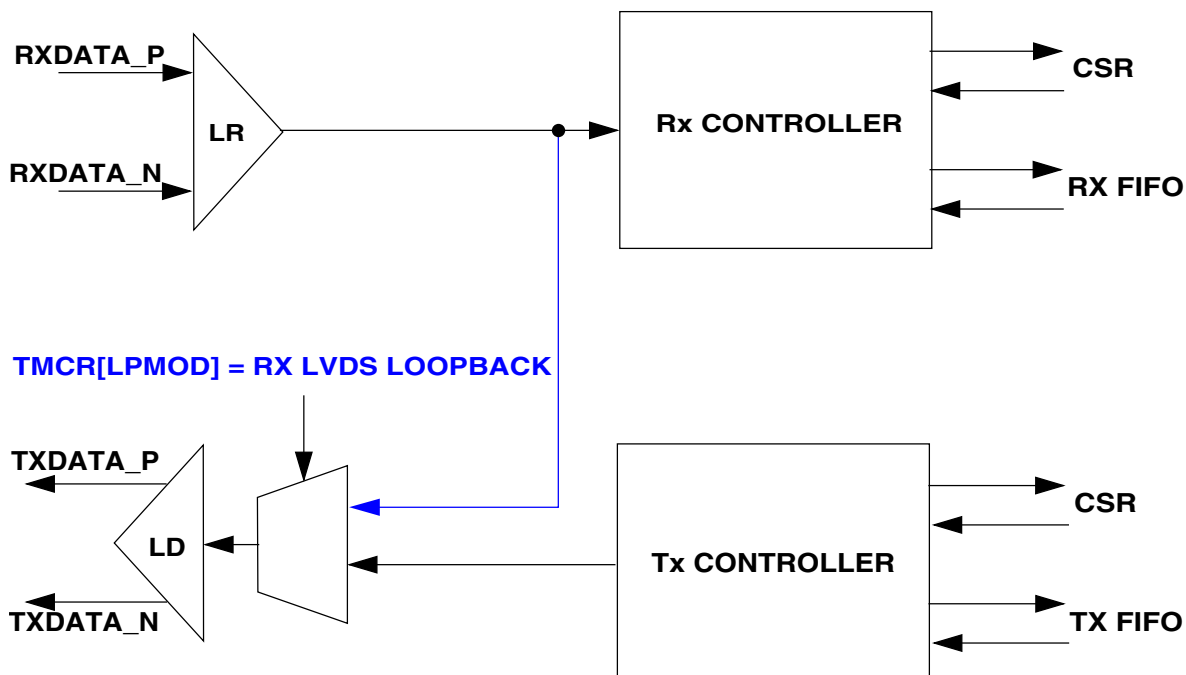 RXDATA_P
CSR
LR
Rx CONTROLLER
RXDATA_N
RX FIFO
TMCR[LPMOD] = RX LVDS LOOPBACK
TXDATA_P
CSR
LD
Tx CONTROLLER
TXDATA_N
TX FIFO